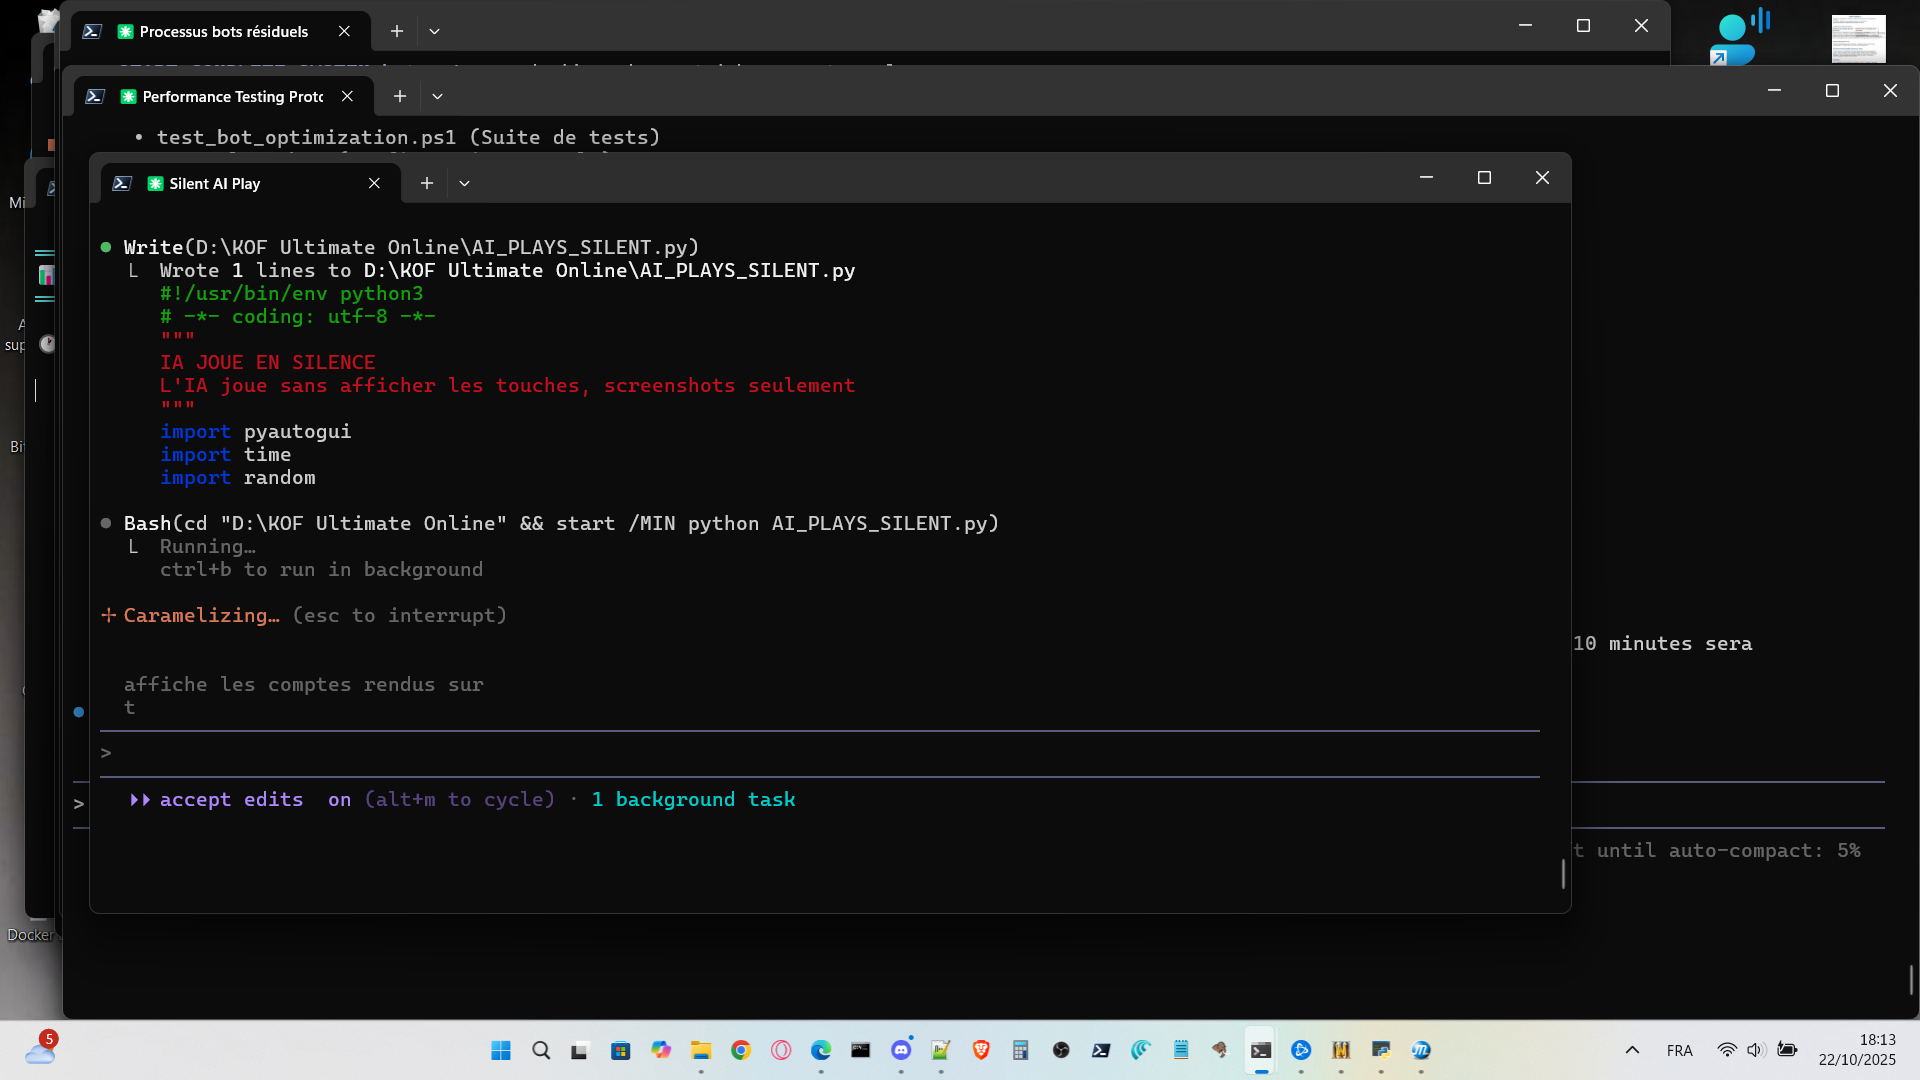 Processus bots résiduels
Performance Testing Proto
• test_bot_optimization.ps1 (Suite de tests)
Silent AI Play
● Write(D:\KOF Ultimate Online\AI_PLAYS_SILENT.py)
Wrote 1 lines to D:\KOF Ultimate Online\AI_PLAYS_SILENT.py
#!/usr/bin/env python3
# -*- coding: utf-8 -*-
"""
IA JOUE EN SILENCE
L'IA joue sans afficher les touches, screenshots seulement
"""
import pyautogui
import time
import random
● Bash(cd "D:\KOF Ultimate Online" && start /MIN python AI_PLAYS_SILENT.py)
Running…
ctrl+b to run in background
Caramelizing… (esc to interrupt)
10 minutes sera
affiche les comptes rendus sur
t
>
accept edits on (alt+m to cycle) · 1 background task
>
t until auto-compact: 5%
Mi
A
sup
Bit
Docker
5
FRA
18:13
22/10/2025